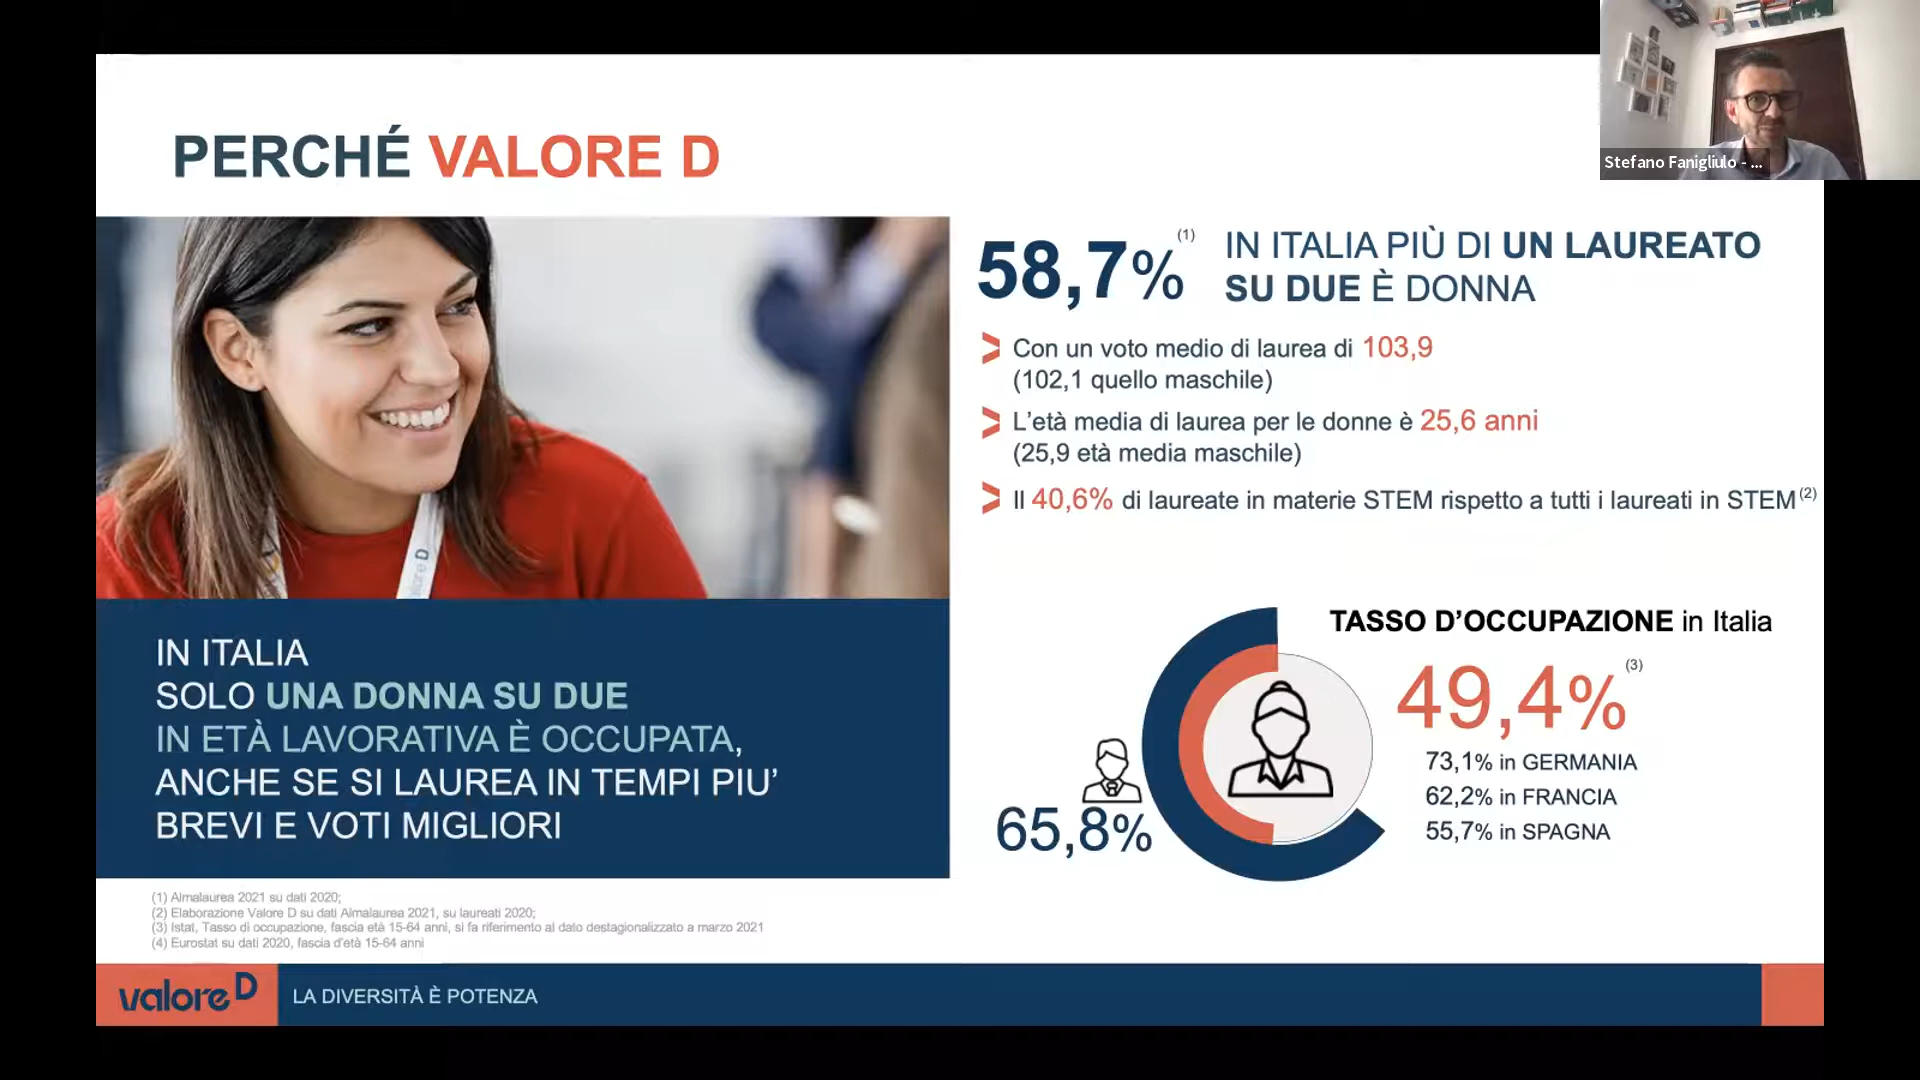 Stefano Fanigliulo - ...
PERCHÉ VALORE D
58,7% (1)
IN ITALIA PIÙ DI UN LAUREATO
SU DUE È DONNA
Con un voto medio di laurea di 103,9
(102,1 quello maschile)
L'età media di laurea per le donne è 25,6 anni
(25,9 età media maschile)
Il 40,6% di laureate in materie STEM rispetto a tutti i laureati in STEM (2)
IN ITALIA
SOLO UNA DONNA SU DUE
IN ETÀ LAVORATIVA È OCCUPATA,
ANCHE SE SI LAUREA IN TEMPI PIU'
BREVI E VOTI MIGLIORI
TASSO D'OCCUPAZIONE in Italia
49,4% (3)
73,1% in GERMANIA
62,2% in FRANCIA
55,7% in SPAGNA
65,8%
(1) Almalaurea 2021 su dati 2020;
(2) Elaborazione Valore D su dati Almalaurea 2021, su laureati 2020;
(3) Istat, Tasso di occupazione, fascia età 15-64 anni, si fa riferimento al dato destagionalizzato a marzo 2021
(4) Eurostat su dati 2020, fascia d'età 15-64 anni
valore D
LA DIVERSITÀ È POTENZA